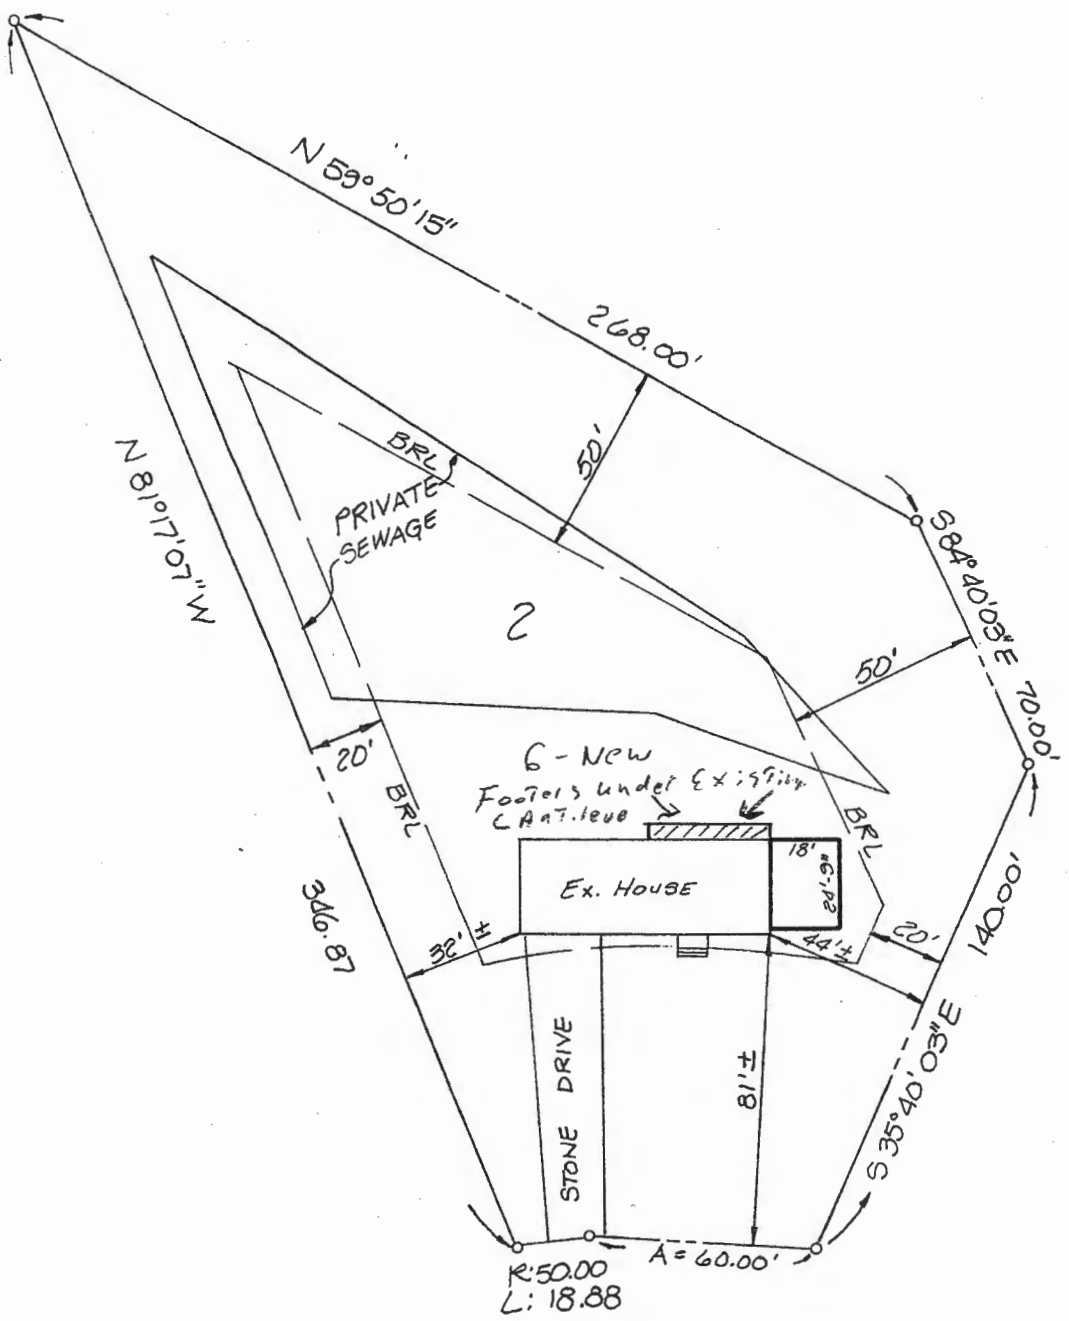 N 59° 50' 15"
268.00'
BRL
50'
PRIVATE
SEWAGE
N 81°17'07" W
S 84° 40' 03" E 70.00'
2
50'
20'
6 - New
Footers under Existing
BRL
BRL
18'
24'-9"
Ex. HOUSE
346.87
32' ±
44'±
20'
140.00'
STONE DRIVE
81'±
S 35° 40' 03" E
A = 60.00'
R: 50.00
L: 18.88